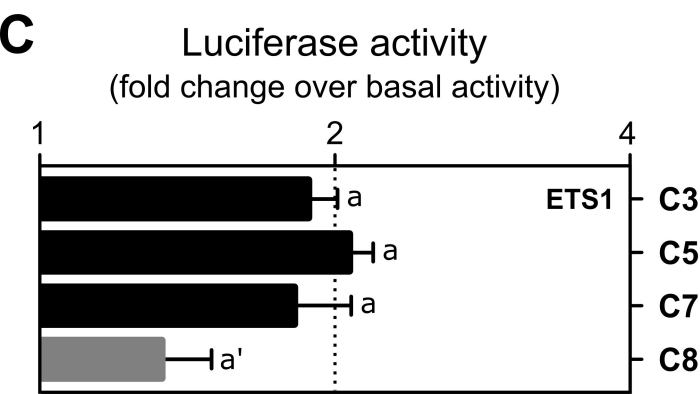 C
Luciferase activity
(fold change over basal activity)
1 2 4
a ETS1 C3
a C5
a C7
a' C8